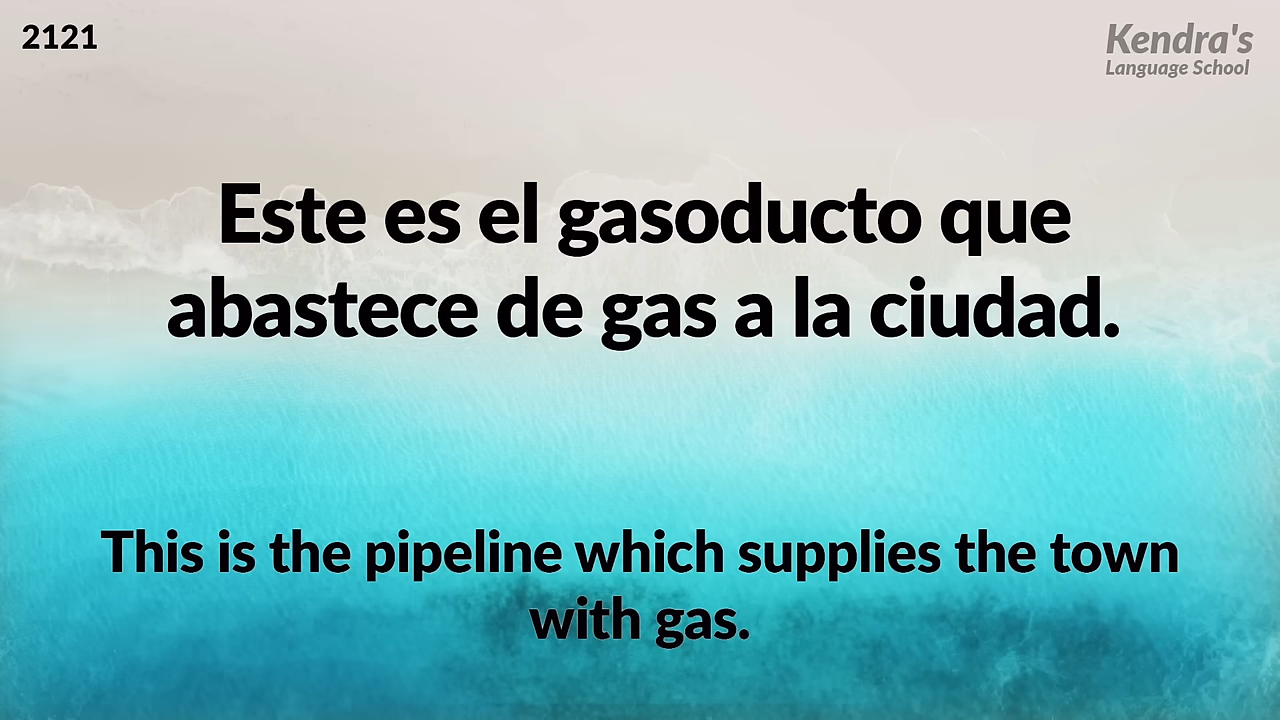 2121
Kendra's
Language School
Este es el gasoducto que
abastece de gas a la ciudad.
This is the pipeline which supplies the town
with gas.